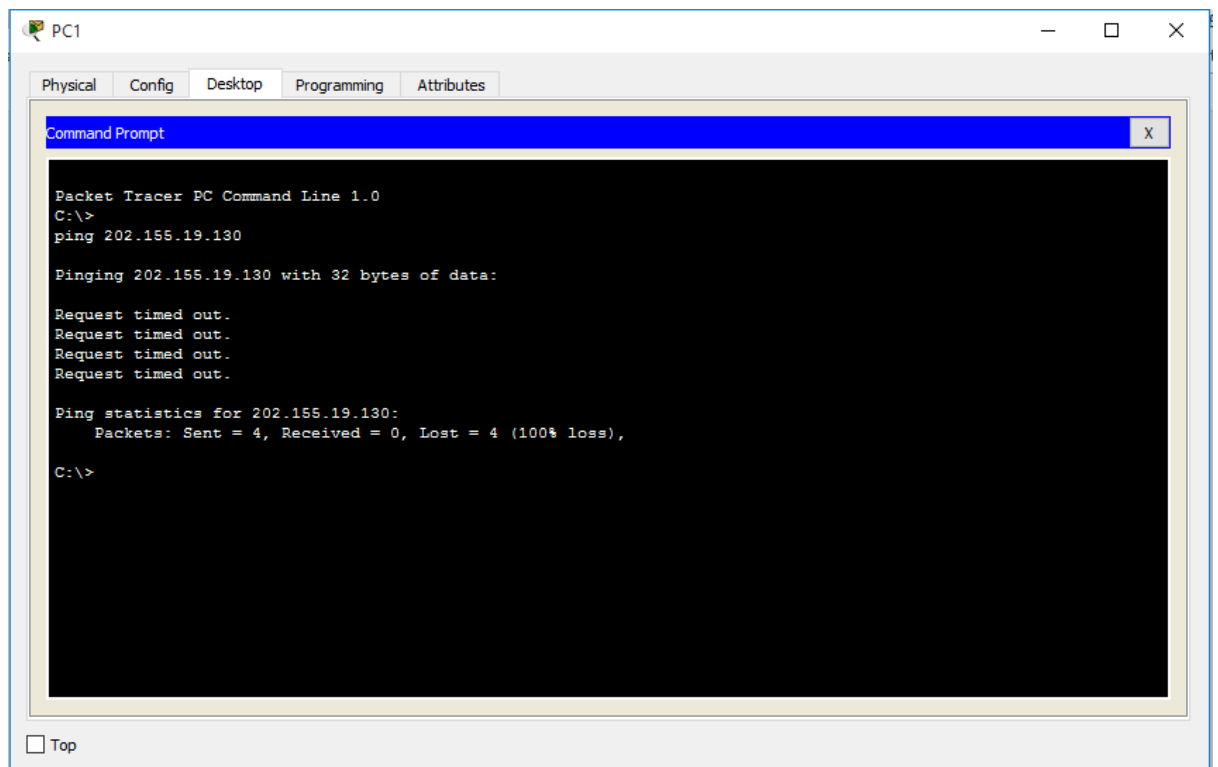 PC1
Physical Config Desktop Programming Attributes
Command Prompt X
Packet Tracer PC Command Line 1.0
C:\>
ping 202.155.19.130
Pinging 202.155.19.130 with 32 bytes of data:
Request timed out.
Request timed out.
Request timed out.
Request timed out.
Ping statistics for 202.155.19.130:
Packets: Sent = 4, Received = 0, Lost = 4 (100% loss),
C:\>
Top